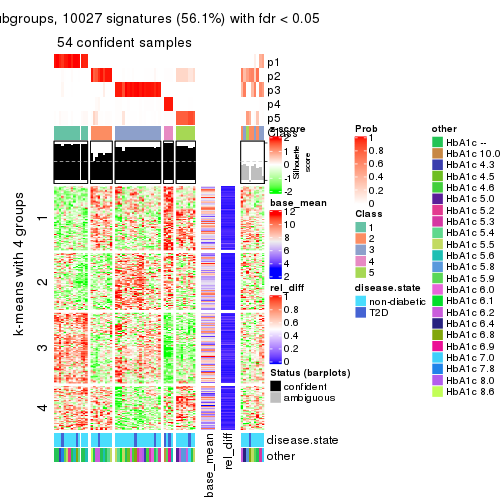 ubgroups, 10027 signatures (56.1%) with fdr < 0.05
54 confident samples
p1
p2
p3
p4
p5
Class
Silhouette score
z-score
2
1
0
-1
-2
base_mean
12
10
8
6
4
2
rel_diff
1
0.8
0.6
0.4
0.2
0
Status (barplots)
confident
ambiguous
Prob
1
0.8
0.6
0.4
0.2
0
Class
1
2
3
4
5
disease.state
non-diabetic
T2D
other
HbA1c --
HbA1c 10.0
HbA1c 4.3
HbA1c 4.5
HbA1c 4.6
HbA1c 5.0
HbA1c 5.2
HbA1c 5.3
HbA1c 5.4
HbA1c 5.5
HbA1c 5.6
HbA1c 5.8
HbA1c 5.9
HbA1c 6.0
HbA1c 6.1
HbA1c 6.2
HbA1c 6.4
HbA1c 6.8
HbA1c 6.9
HbA1c 7.0
HbA1c 7.8
HbA1c 8.0
HbA1c 8.6
k-means with 4 groups
1
2
3
4
disease.state
other
base_mean
rel_diff